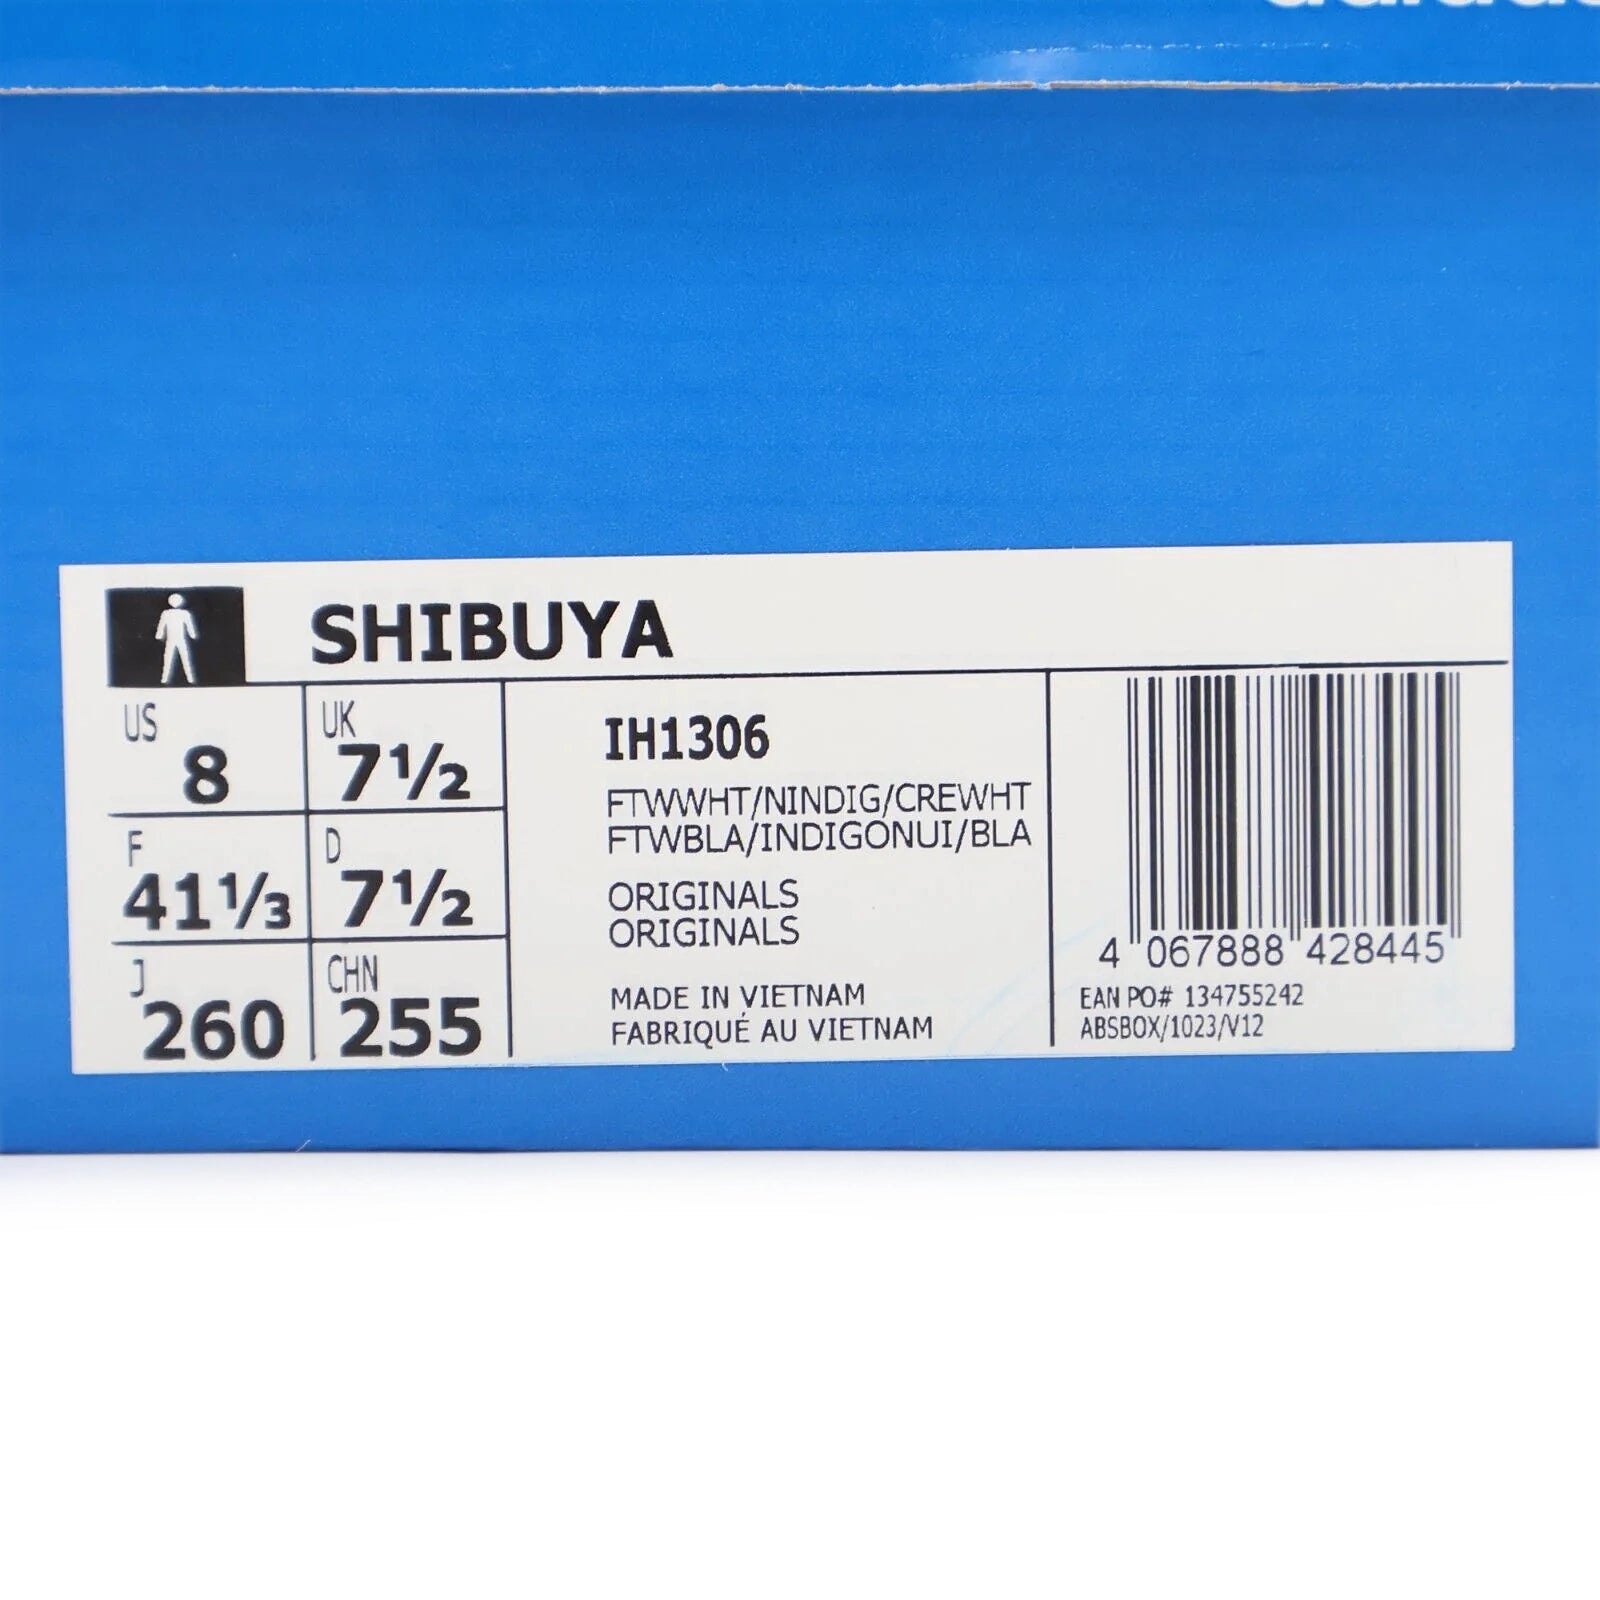 adidas
SHIBUYA
US 8
UK 7½
F 41⅓
D 7½
J 260
CHN 255
IH1306
FTWWHT/NINDIG/CREWHT
FTWBLA/INDIGONUI/BLA
ORIGINALS
ORIGINALS
MADE IN VIETNAM
FABRIQUÉ AU VIETNAM
4 067888 428445
EAN PO# 134755242
ABSBOX/1023/V12